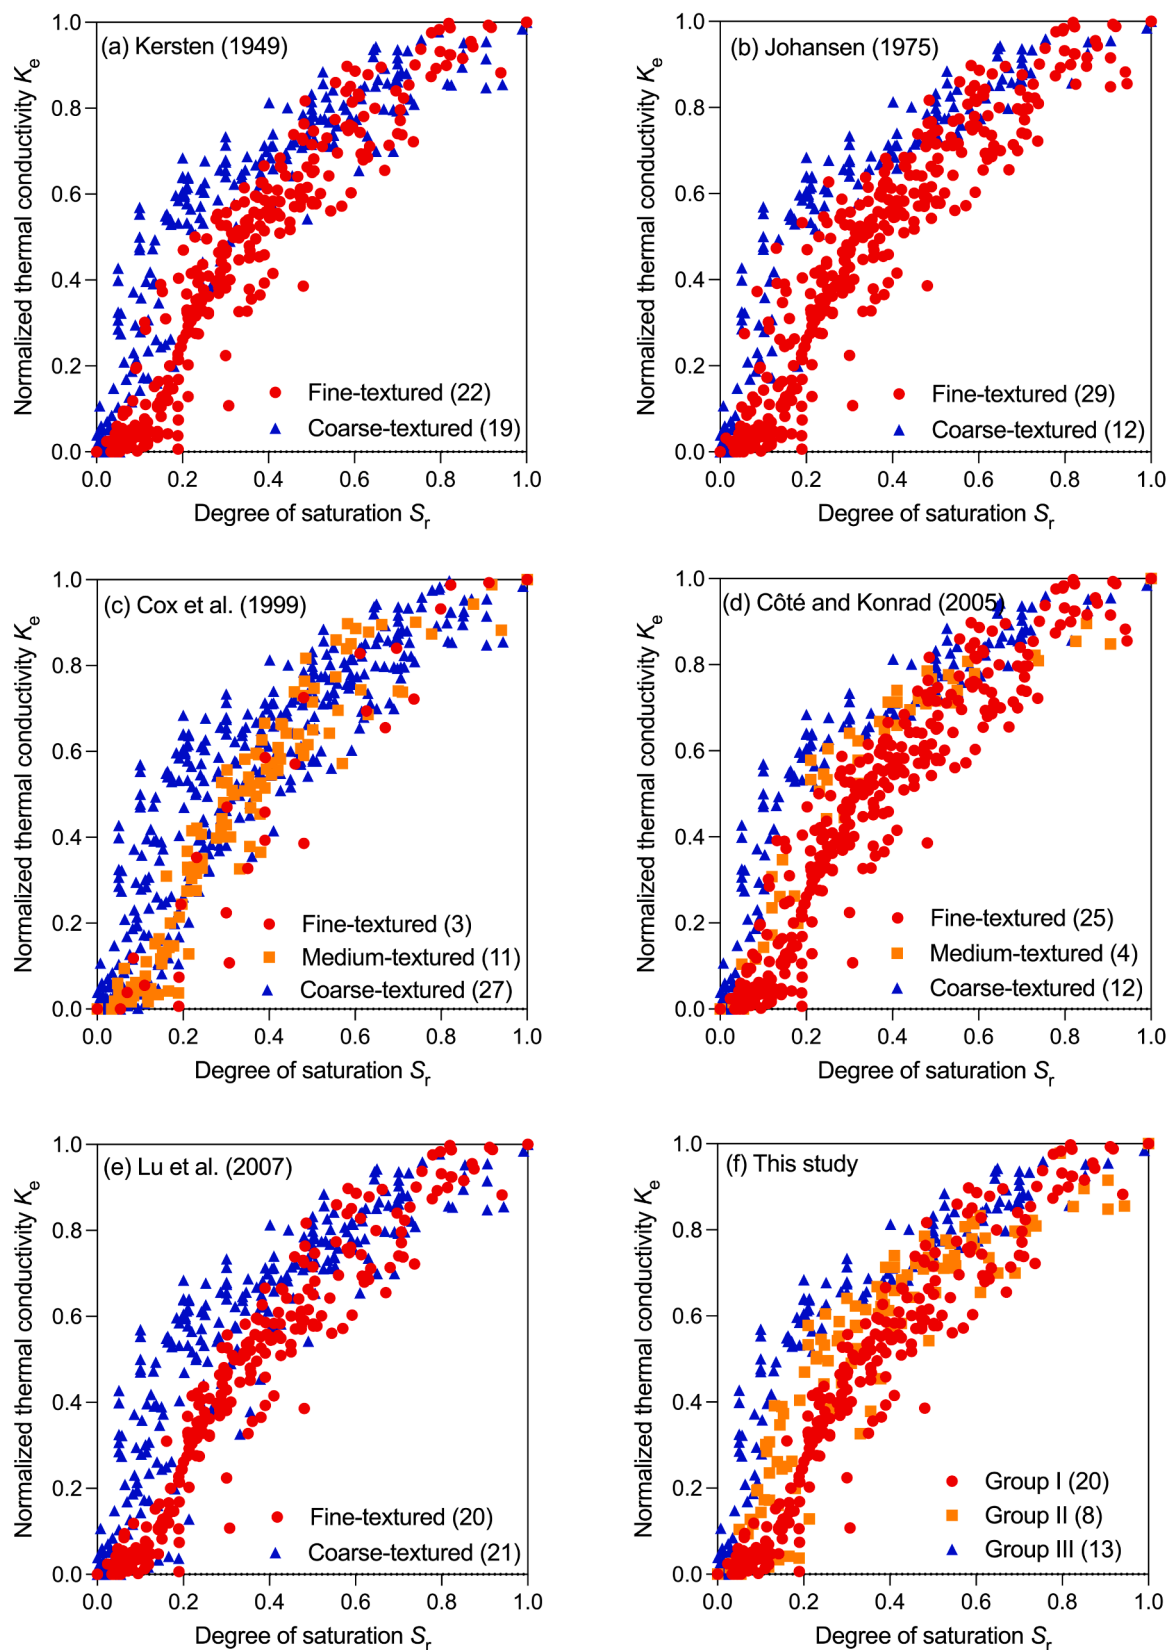 (a) Kersten (1949)
Normalized thermal conductivity Ke
1.0
0.8
0.6
0.4
0.2
0.0
Fine-textured (22)
Coarse-textured (19)
0.0 0.2 0.4 0.6 0.8 1.0
Degree of saturation Sr
(b) Johansen (1975)
Normalized thermal conductivity Ke
1.0
0.8
0.6
0.4
0.2
0.0
Fine-textured (29)
Coarse-textured (12)
0.0 0.2 0.4 0.6 0.8 1.0
Degree of saturation Sr
(c) Cox et al. (1999)
Normalized thermal conductivity Ke
1.0
0.8
0.6
0.4
0.2
0.0
Fine-textured (3)
Medium-textured (11)
Coarse-textured (27)
0.0 0.2 0.4 0.6 0.8 1.0
Degree of saturation Sr
(d) Côté and Konrad (2005)
Normalized thermal conductivity Ke
1.0
0.8
0.6
0.4
0.2
0.0
Fine-textured (25)
Medium-textured (4)
Coarse-textured (12)
0.0 0.2 0.4 0.6 0.8 1.0
Degree of saturation Sr
(e) Lu et al. (2007)
Normalized thermal conductivity Ke
1.0
0.8
0.6
0.4
0.2
0.0
Fine-textured (20)
Coarse-textured (21)
0.0 0.2 0.4 0.6 0.8 1.0
Degree of saturation Sr
(f) This study
Normalized thermal conductivity Ke
1.0
0.8
0.6
0.4
0.2
0.0
Group I (20)
Group II (8)
Group III (13)
0.0 0.2 0.4 0.6 0.8 1.0
Degree of saturation Sr